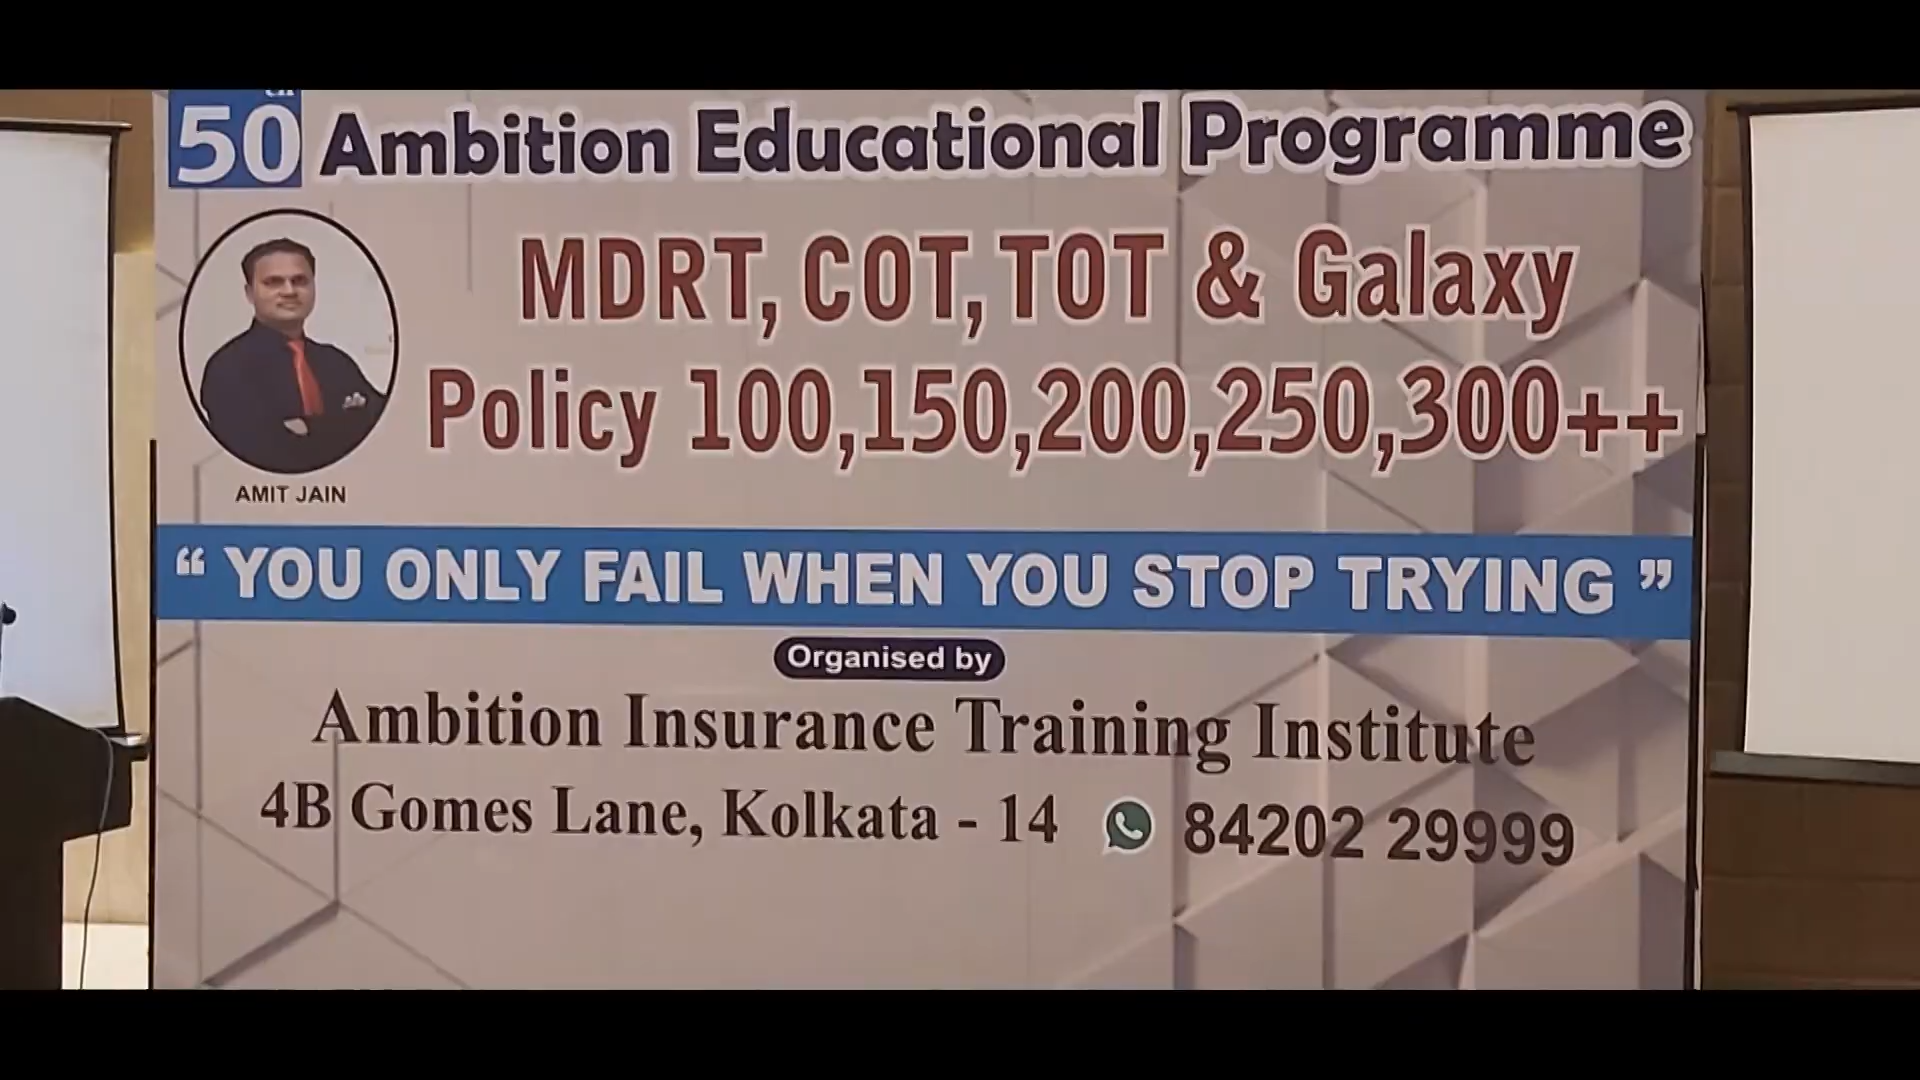 50th Ambition Educational Programme
MDRT, COT, TOT & Galaxy
Policy 100,150,200,250,300++
AMIT JAIN
“ YOU ONLY FAIL WHEN YOU STOP TRYING ”
Organised by
Ambition Insurance Training Institute
4B Gomes Lane, Kolkata - 14 84202 29999